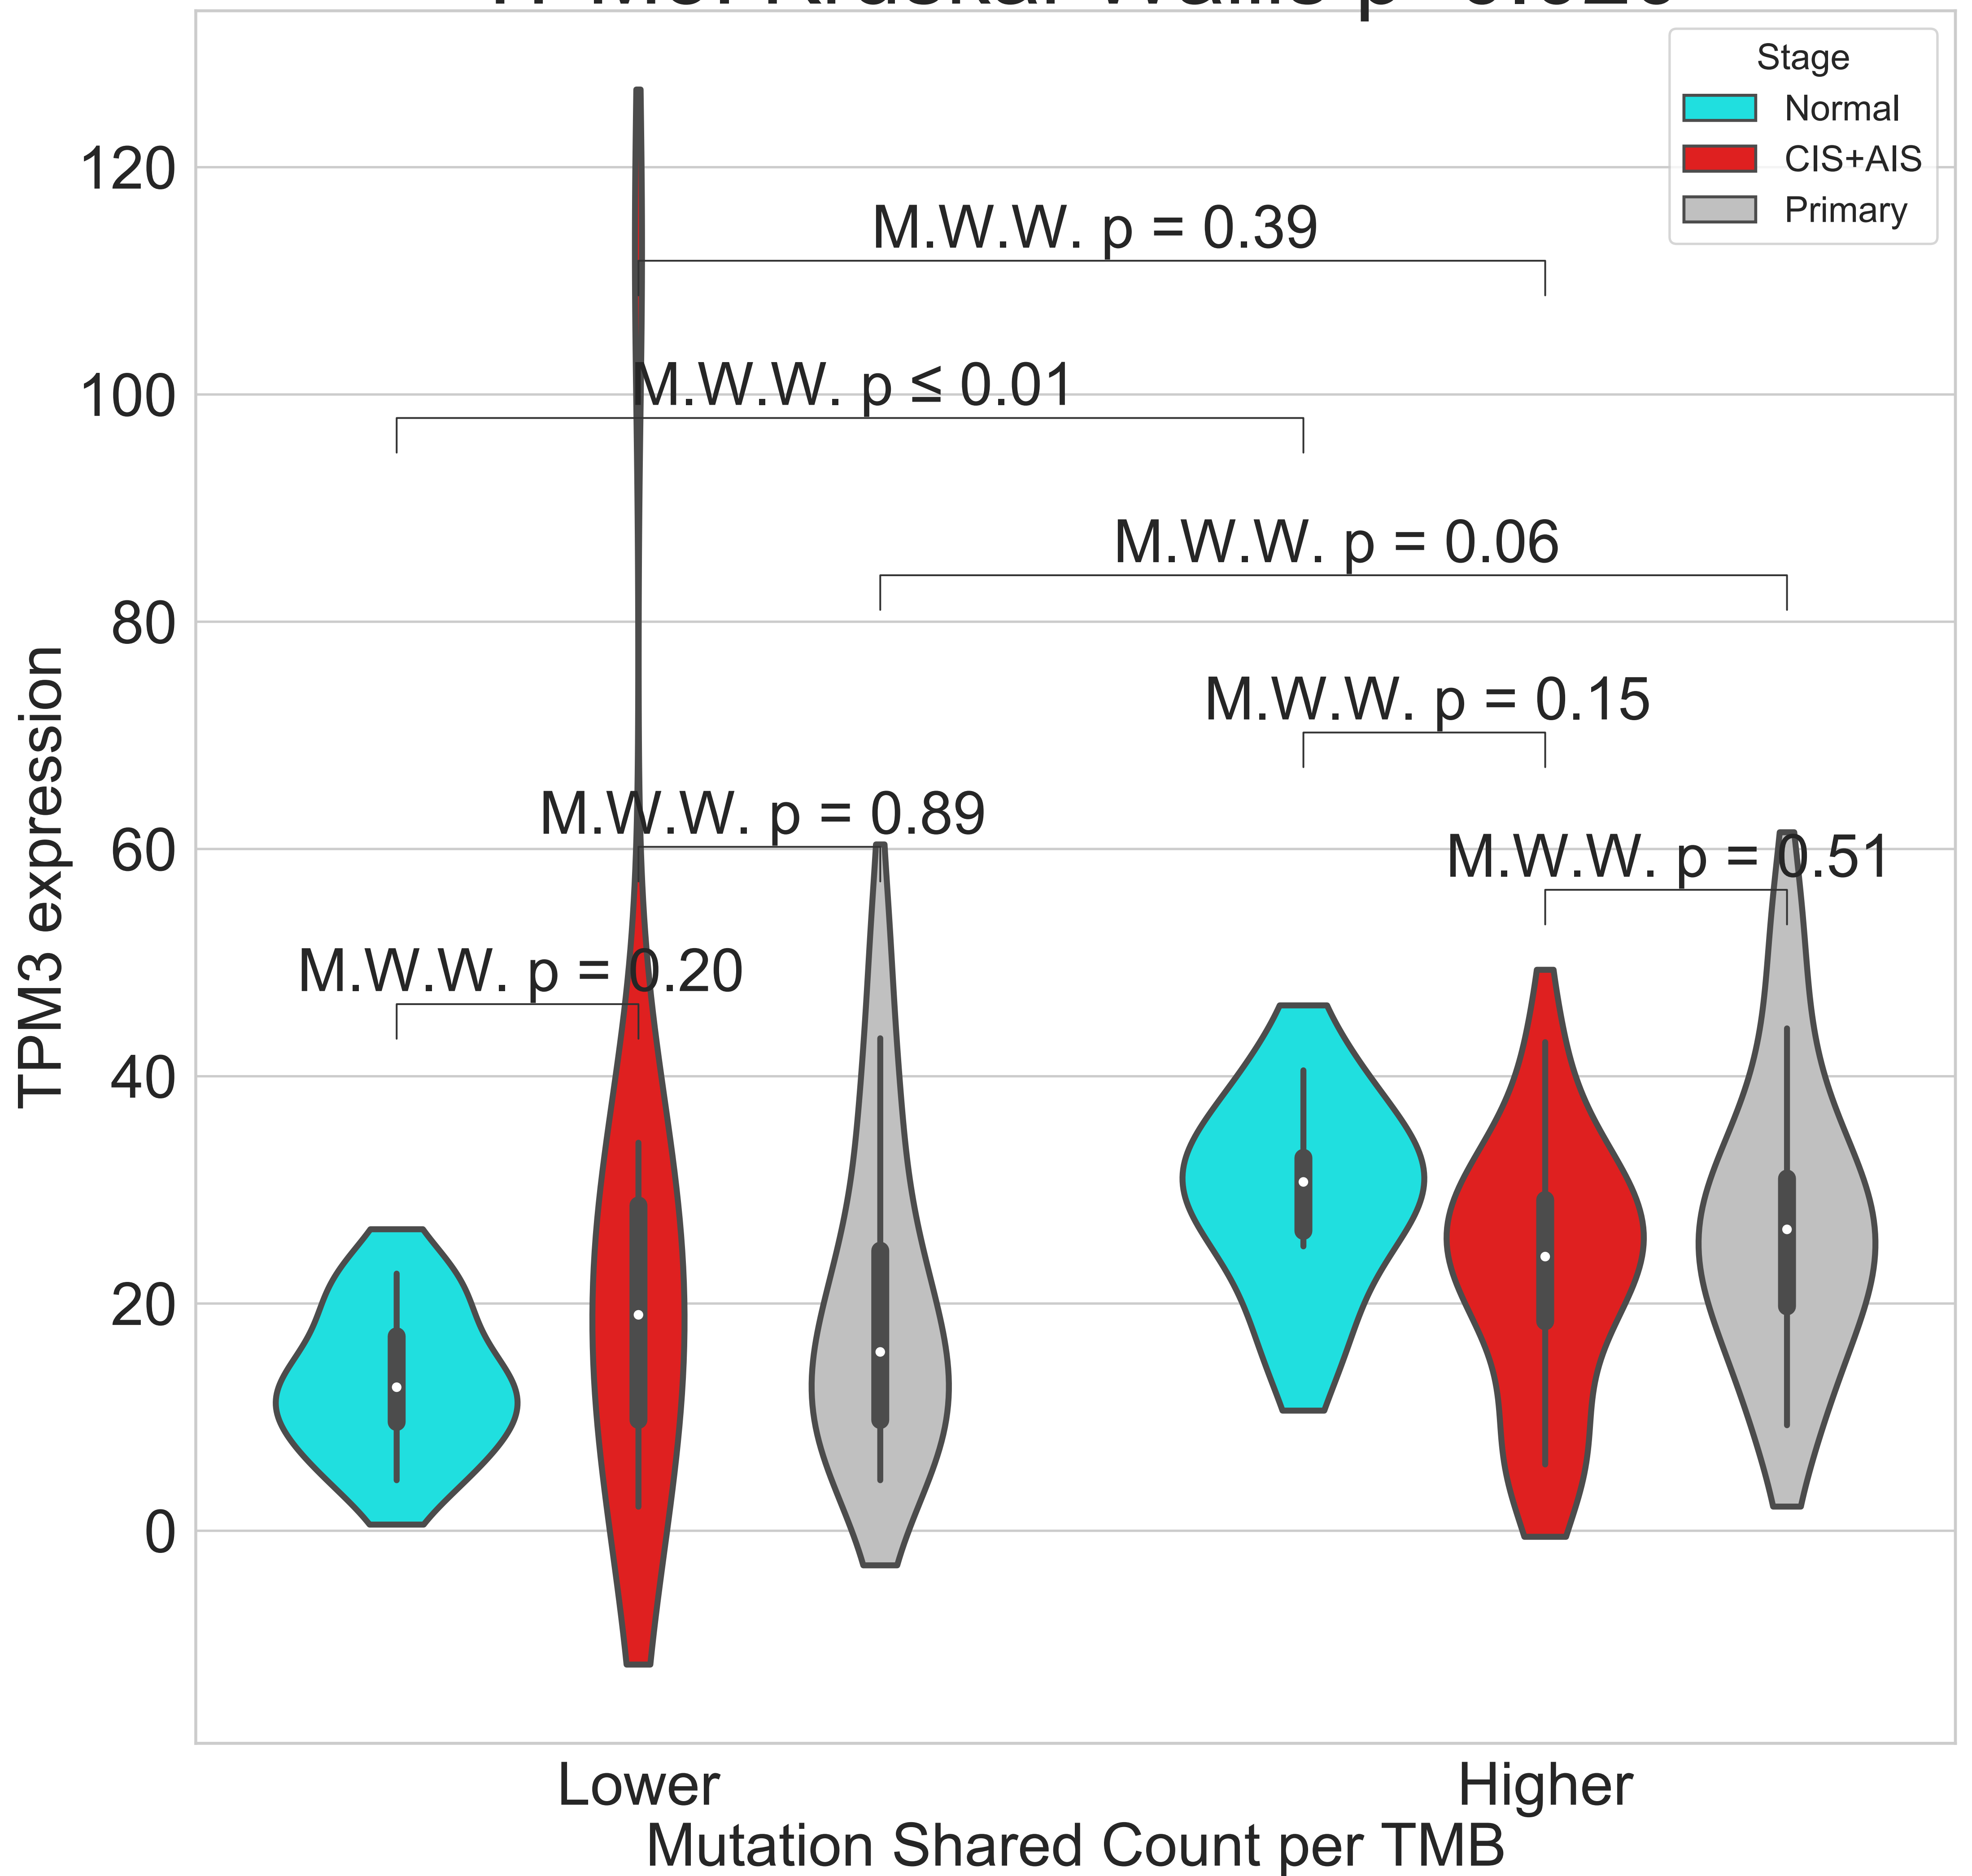 Stage
Normal
CIS+AIS
Primary
120
100
80
60
40
20
0
TPM3 expression
M.W.W. p = 0.39
M.W.W. p ≤ 0.01
M.W.W. p = 0.06
M.W.W. p = 0.15
M.W.W. p = 0.89
M.W.W. p = 0.51
M.W.W. p = 0.20
Lower
Higher
Mutation Shared Count per TMB